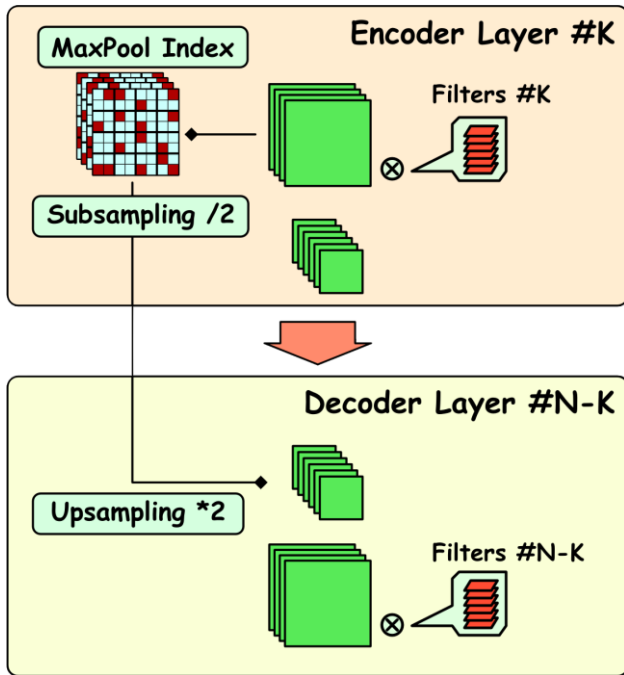 MaxPool Index
Encoder Layer #K
Filters #K
Subsampling /2
Decoder Layer #N-K
Upsampling *2
Filters #N-K